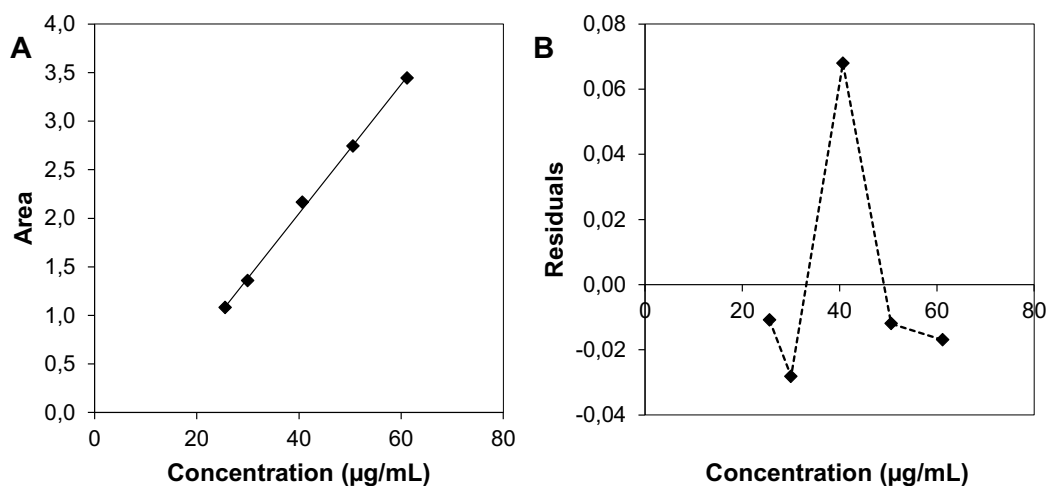 A
Area
4,0
3,5
3,0
2,5
2,0
1,5
1,0
0,5
0,0
0 20 40 60 80
Concentration (µg/mL)
B
Residuals
0,08
0,06
0,04
0,02
0,00
-0,02
-0,04
0 20 40 60 80
Concentration (µg/mL)